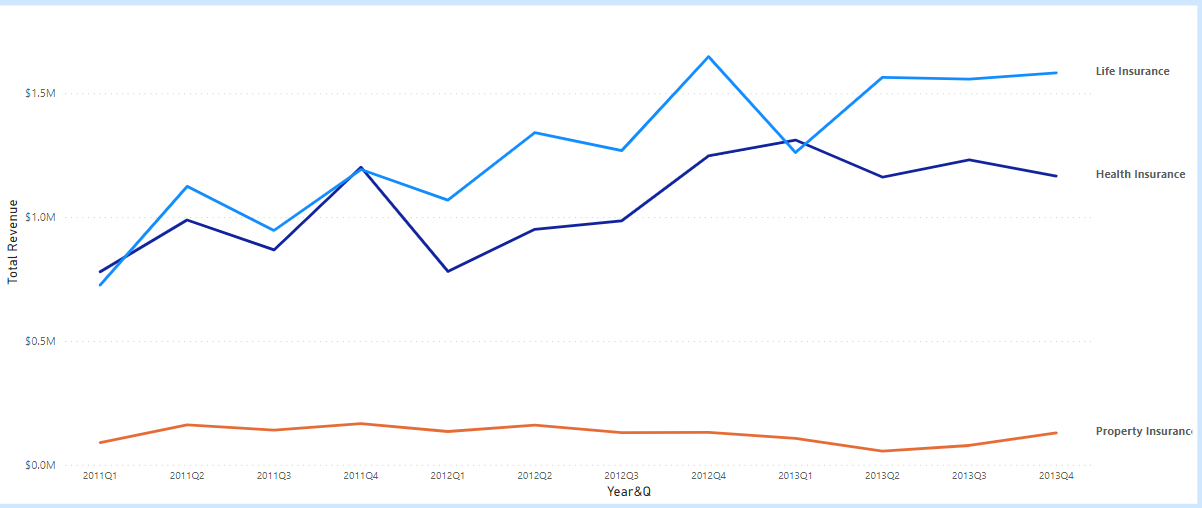 $1.5M
$1.0M
$0.5M
$0.0M
Total Revenue
Life Insurance
Health Insurance
Property Insuranc
2011Q1 2011Q2 2011Q3 2011Q4 2012Q1 2012Q2 2012Q3 2012Q4 2013Q1 2013Q2 2013Q3 2013Q4
Year&Q